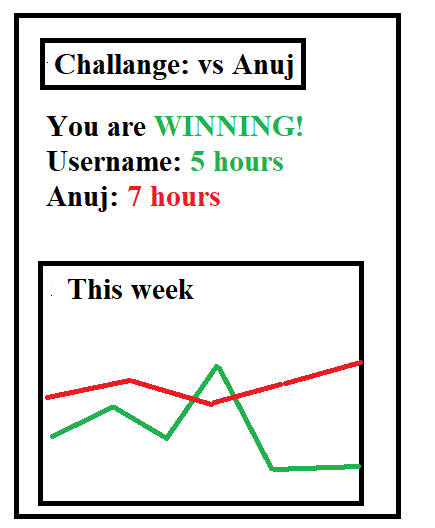 Challange: vs Anuj
You are WINNING!
Username: 5 hours
Anuj: 7 hours
This week